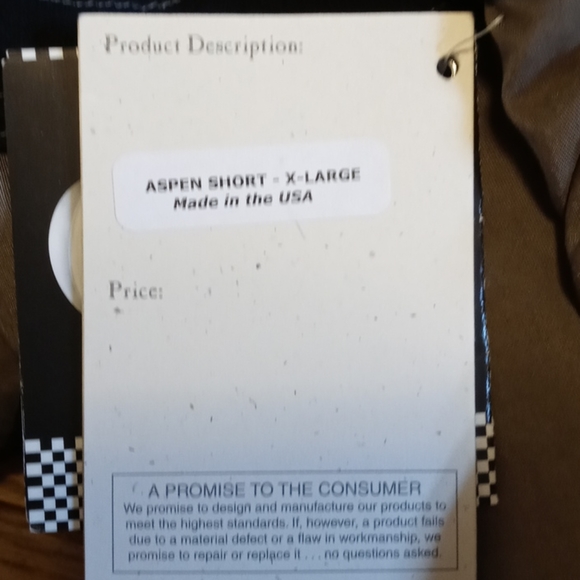 Product Description:
ASPEN SHORT - X-LARGE
Made in the USA
Price:
A PROMISE TO THE CONSUMER
We promise to design and manufacture our products to
meet the highest standards. If, however, a product fails
due to a material defect or a flaw in workmanship, we
promise to repair or replace it . . . no questions asked.